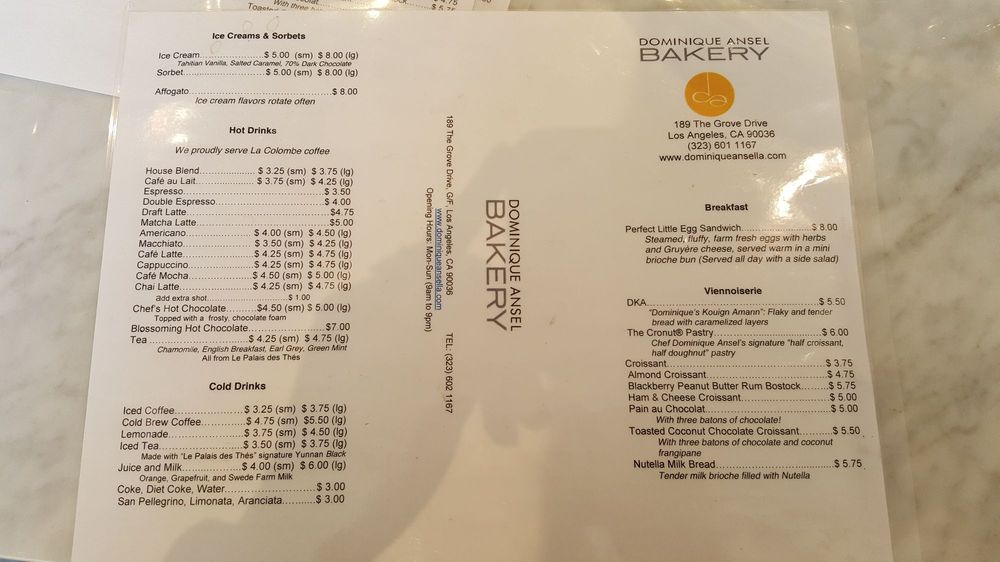 With three
Toasted
Ice Creams & Sorbets
Ice Cream....................$ 5.00 (sm) $ 8.00 (lg)
Tahitian Vanilla, Salted Caramel, 70% Dark Chocolate
Sorbet..........................$ 5.00 (sm) $ 8.00 (lg)
Affogato............................................$ 8.00
Ice cream flavors rotate often
Hot Drinks
We proudly serve La Colombe coffee
House Blend..................... $ 3.25 (sm) $ 3.75 (lg)
Café au Lait...................... $ 3.75 (sm) $ 4.25 (lg)
Espresso..............................................$ 3.50
Double Espresso....................................$ 4.00
Draft Latte............................................$4.75
Matcha Latte.........................................$5.00
Americano.......................$ 4.00 (sm) $ 4.50 (lg)
Macchiato.......................$ 3.50 (sm) $ 4.25 (lg)
Café Latte.......................$ 4.25 (sm) $ 4.75 (lg)
Cappuccino.....................$ 4.25 (sm) $ 4.75 (lg)
Café Mocha.....................$ 4.50 (sm) $ 5.00 (lg)
Chai Latte.......................$ 4.25 (sm) $ 4.75 (lg)
add extra shot........................$ 1.00
Chef's Hot Chocolate.........$4.50 (sm) $ 5.00 (lg)
Topped with a frosty, chocolate foam
Blossoming Hot Chocolate......................$7.00
Tea ................................$ 4.25 (sm) $ 4.75 (lg)
Chamomile, English Breakfast, Earl Grey, Green Mint
All from Le Palais des Thés
Cold Drinks
Iced Coffee.......................$ 3.25 (sm) $ 3.75 (lg)
Cold Brew Coffee..............$ 4.75 (sm) $5.50 (lg)
Lemonade.......................$ 3.75 (sm) $ 4.50 (lg)
Iced Tea..........................$ 3.50 (sm) $ 3.75 (lg)
Made with "Le Palais des Thés" signature Yunnan Black
Juice and Milk...................$ 4.00 (sm) $ 6.00 (lg)
Orange, Grapefruit, and Swede Farm Milk
Coke, Diet Coke, Water..........................$ 3.00
San Pellegrino, Limonata, Aranciata..........$ 3.00
DOMINIQUE ANSEL
BAKERY
189 The Grove Drive, G/F, Los Angeles, CA 90036 TEL: (323) 602 1167
www.dominiqueansella.com
Opening Hours: Mon-Sun (9am to 9pm)
DOMINIQUE ANSEL
BAKERY
da
189 The Grove Drive
Los Angeles, CA 90036
(323) 601 1167
www.dominiqueansella.com
Breakfast
Perfect Little Egg Sandwich..................$ 8.00
Steamed, fluffy, farm fresh eggs with herbs
and Gruyére cheese, served warm in a mini
brioche bun (Served all day with a side salad)
Viennoiserie
DKA....................................................$ 5.50
"Dominique's Kouign Amann": Flaky and tender
bread with caramelized layers
The Cronut® Pastry...............................$ 6.00
Chef Dominique Ansel's signature "half croissant,
half doughnut" pastry
Croissant..............................................$ 3.75
Almond Croissant...................................$ 4.75
Blackberry Peanut Butter Rum Bostock.........$ 5.75
Ham & Cheese Croissant.........................$ 5.00
Pain au Chocolat....................................$ 5.00
With three batons of chocolate!
Toasted Coconut Chocolate Croissant..........$ 5.50
With three batons of chocolate and coconut
frangipane
Nutella Milk Bread...................................$ 5.75
Tender milk brioche filled with Nutella